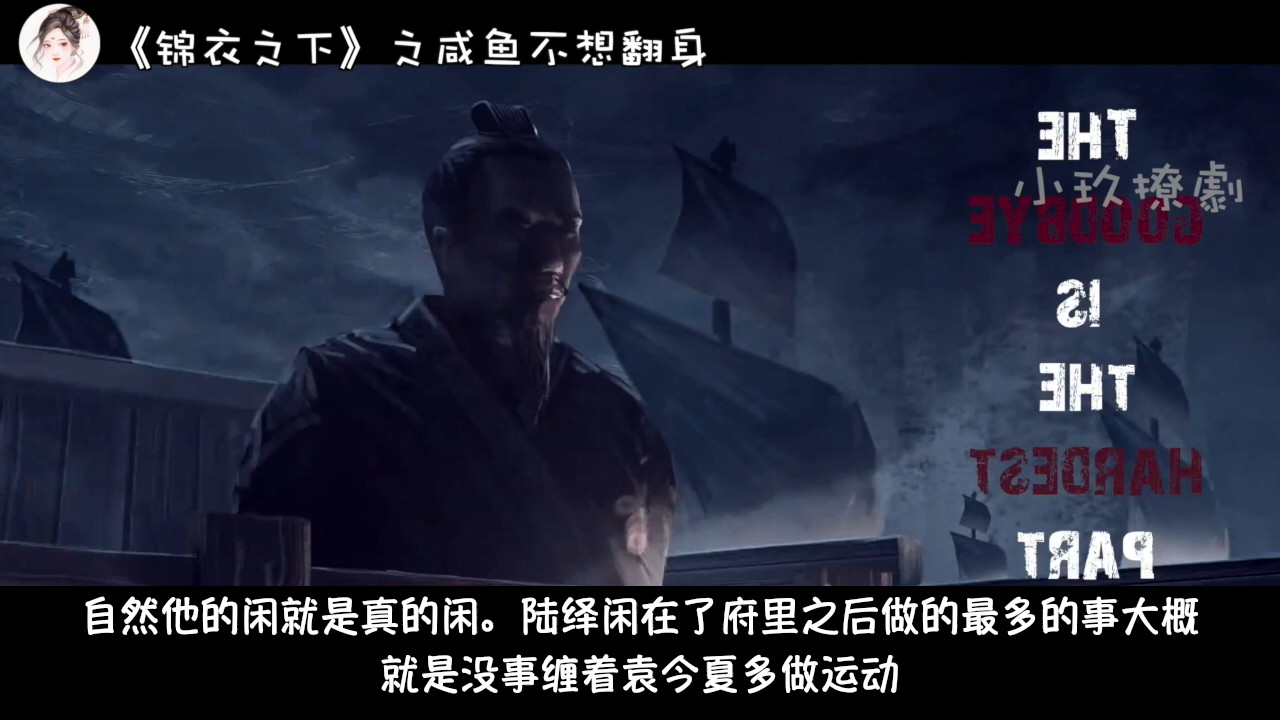 《锦衣之下》之咸鱼不想翻身
THE
小玖撩劇
GOODBYE
IS
THE
HARDEST
PART
自然他的闲就是真的闲。陆绎闲在了府里之后做的最多的事大概
就是没事缠着袁今夏多做运动